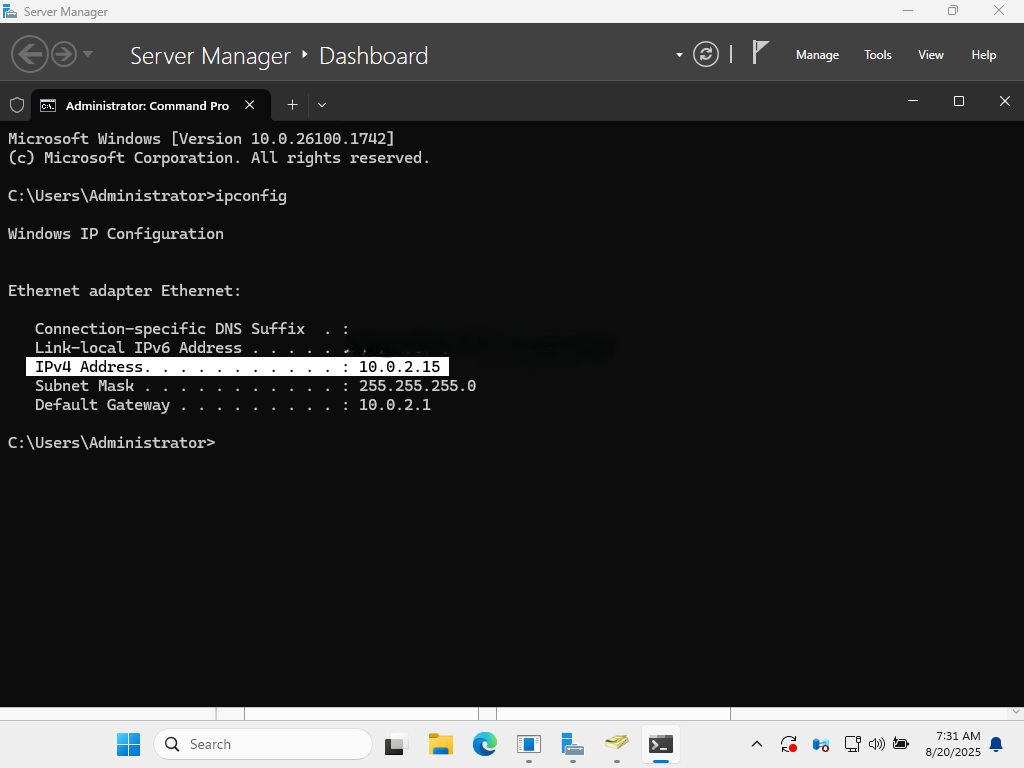 Server Manager
Server Manager ‣ Dashboard
Manage Tools View Help
Administrator: Command Pro
Microsoft Windows [Version 10.0.26100.1742]
(c) Microsoft Corporation. All rights reserved.
C:\Users\Administrator>ipconfig
Windows IP Configuration
Ethernet adapter Ethernet:
Connection-specific DNS Suffix  . :
Link-local IPv6 Address . . . . . .
IPv4 Address. . . . . . . . . . . : 10.0.2.15
Subnet Mask . . . . . . . . . . . : 255.255.255.0
Default Gateway . . . . . . . . . : 10.0.2.1
C:\Users\Administrator>
Search
7:31 AM
8/20/2025